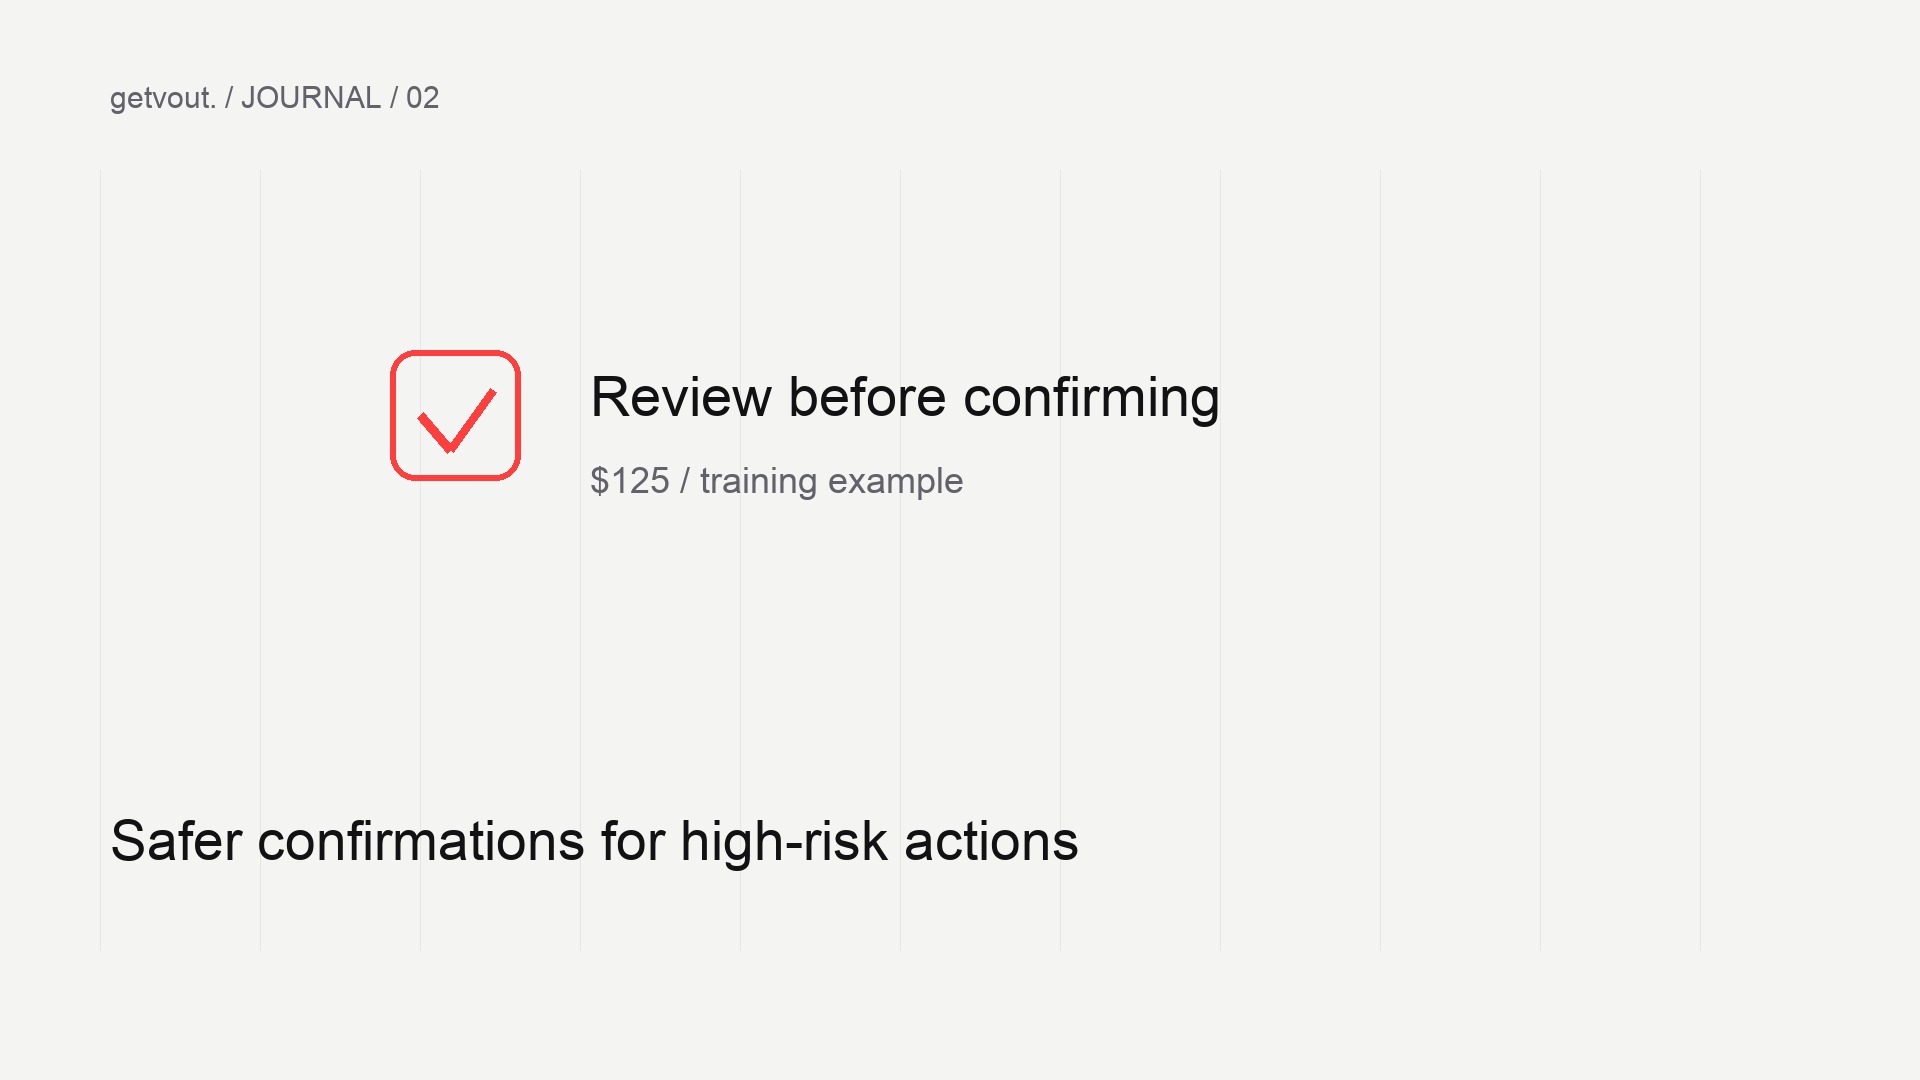 getvout. / JOURNAL / 02
Review before confirming
$125 / training example
Safer confirmations for high-risk actions